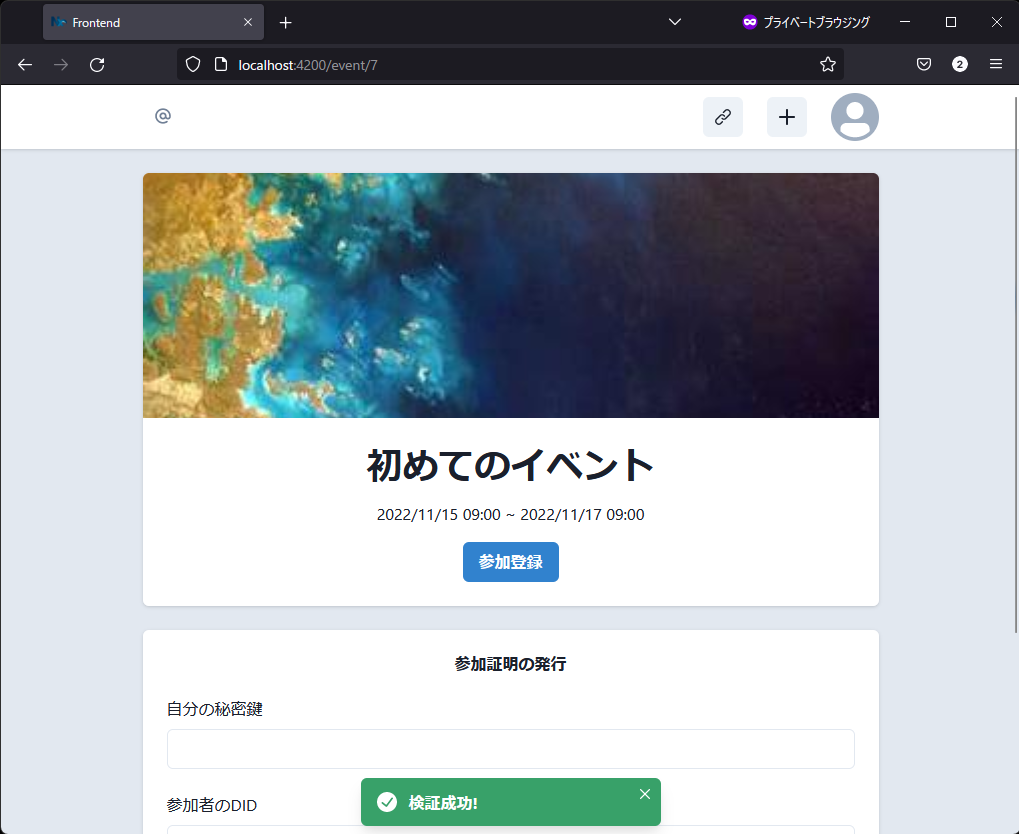 Frontend
プライベートブラウジング
localhost:4200/event/7
2
@
初めてのイベント
2022/11/15 09:00 ~ 2022/11/17 09:00
参加登録
参加証明の発行
自分の秘密鍵
参加者のDID
検証成功!